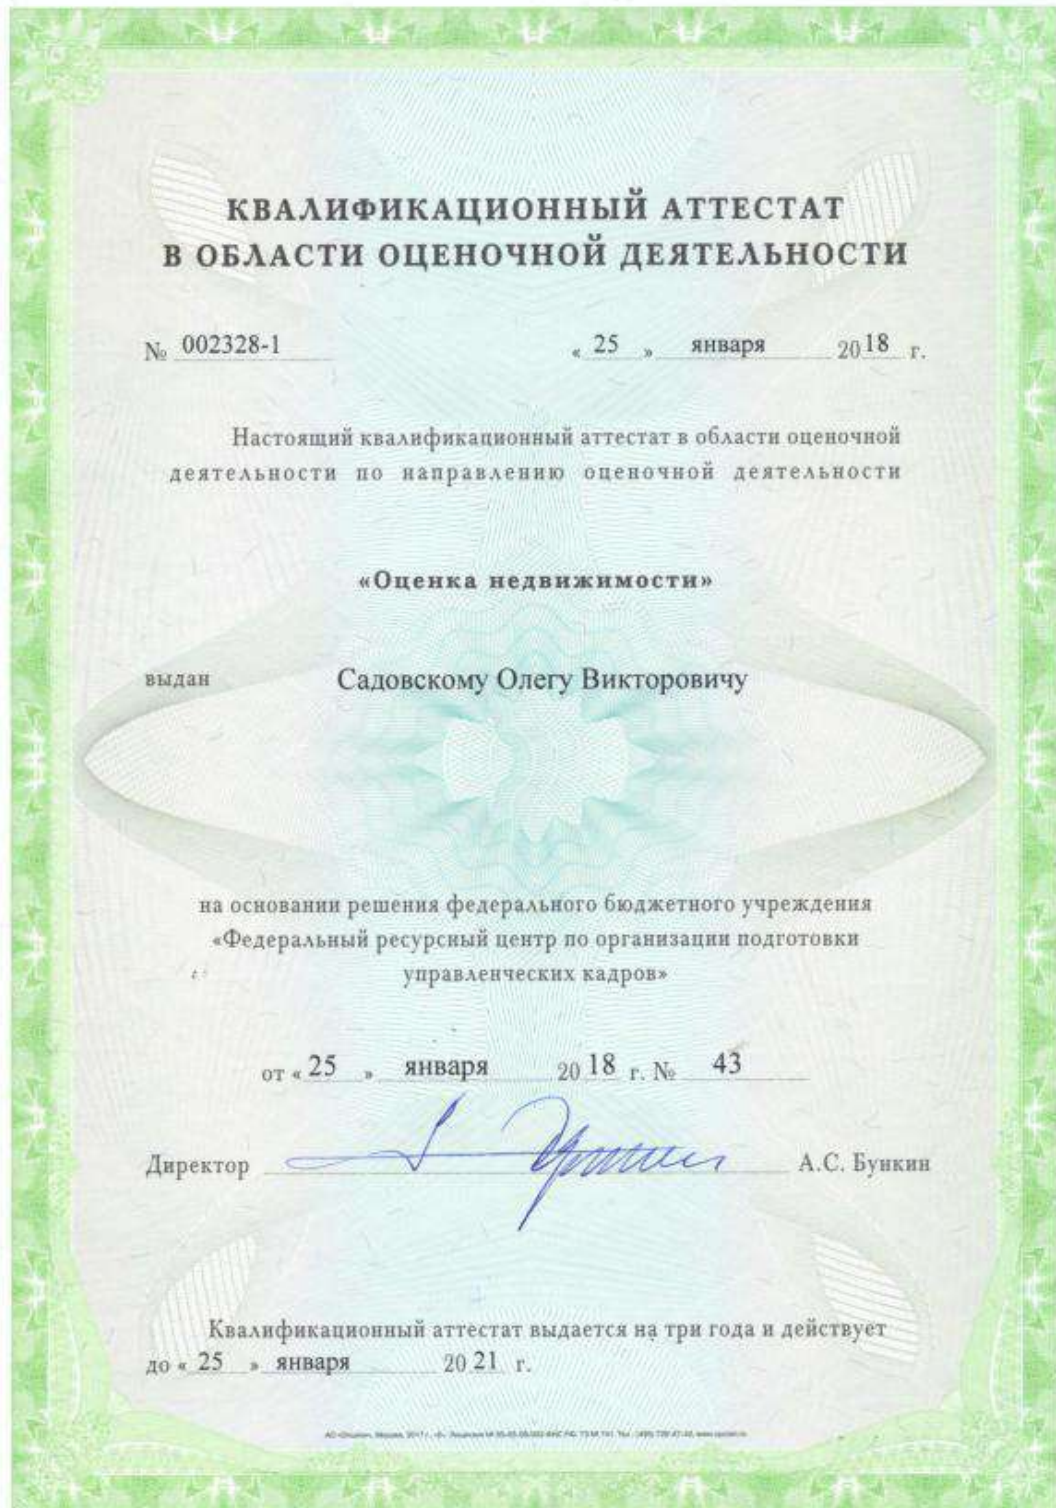 КВАЛИФИКАЦИОННЫЙ АТТЕСТАТ
В ОБЛАСТИ ОЦЕНОЧНОЙ ДЕЯТЕЛЬНОСТИ
№ 002328-1 « 25 » января 2018 г.
Настоящий квалификационный аттестат в области оценочной
деятельности по направлению оценочной деятельности
«Оценка недвижимости»
выдан Садовскому Олегу Викторовичу
на основании решения федерального бюджетного учреждения
«Федеральный ресурсный центр по организации подготовки
управленческих кадров»
от « 25 » января 2018 г. № 43
Директор А.С. Бункин
Квалификационный аттестат выдается на три года и действует
до « 25 » января 2021 г.